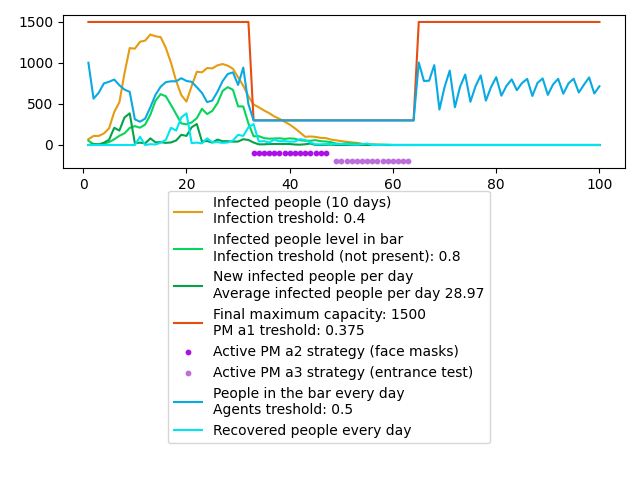 1500
1000
500
0
0 20 40 60 80 100
Infected people (10 days)
Infection treshold: 0.4
Infected people level in bar
Infection treshold (not present): 0.8
New infected people per day
Average infected people per day 28.97
Final maximum capacity: 1500
PM a1 treshold: 0.375
Active PM a2 strategy (face masks)
Active PM a3 strategy (entrance test)
People in the bar every day
Agents treshold: 0.5
Recovered people every day